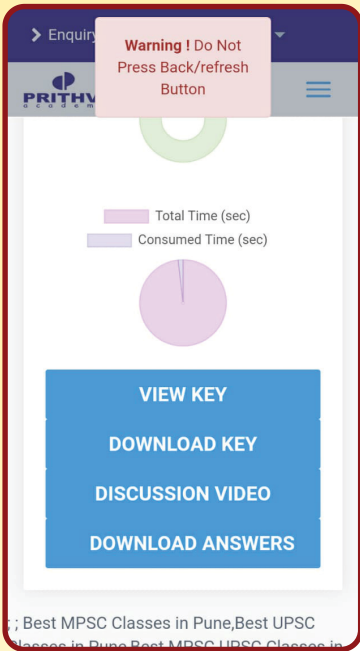 Enquiry
Warning ! Do Not
Press Back/refresh
Button
PRITHV
a c a d e m
Total Time (sec)
Consumed Time (sec)
VIEW KEY
DOWNLOAD KEY
DISCUSSION VIDEO
DOWNLOAD ANSWERS
; ; Best MPSC Classes in Pune,Best UPSC
Classes in Pune,Best MPSC UPSC Classes in